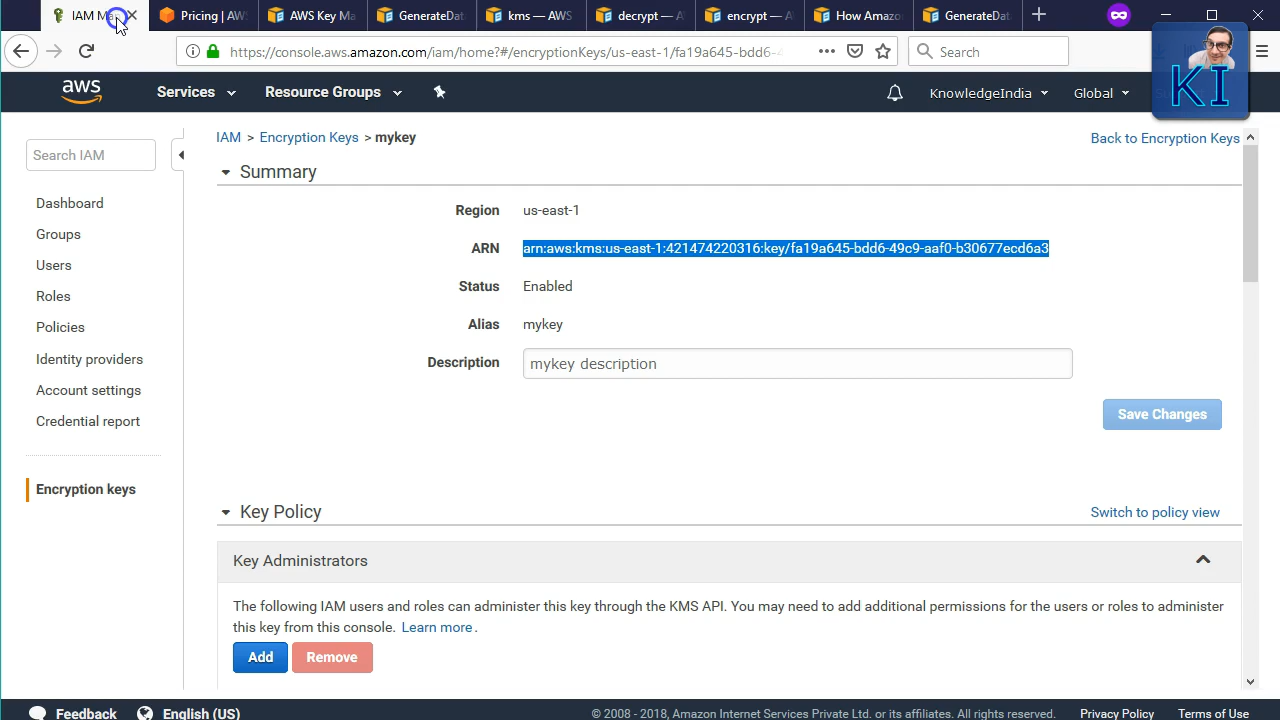 IAM Ma
Pricing | AWS
AWS Key Ma
GenerateData
kms — AWS
decrypt — A
encrypt — A
How Amazon
GenerateData
https://console.aws.amazon.com/iam/home?#/encryptionKeys/us-east-1/fa19a645-bdd6-4
Search
KI
aws
Services
Resource Groups
KnowledgeIndia
Global
Search IAM
Dashboard
Groups
Users
Roles
Policies
Identity providers
Account settings
Credential report
Encryption keys
IAM > Encryption Keys > mykey
Back to Encryption Keys
Summary
Region us-east-1
ARN arn:aws:kms:us-east-1:421474220316:key/fa19a645-bdd6-49c9-aaf0-b30677ecd6a3
Status Enabled
Alias mykey
Description mykey description
Save Changes
Key Policy
Switch to policy view
Key Administrators
The following IAM users and roles can administer this key through the KMS API. You may need to add additional permissions for the users or roles to administer
this key from this console. Learn more.
Add Remove
Feedback English (US)
© 2008 - 2018, Amazon Internet Services Private Ltd. or its affiliates. All rights reserved. Privacy Policy Terms of Use